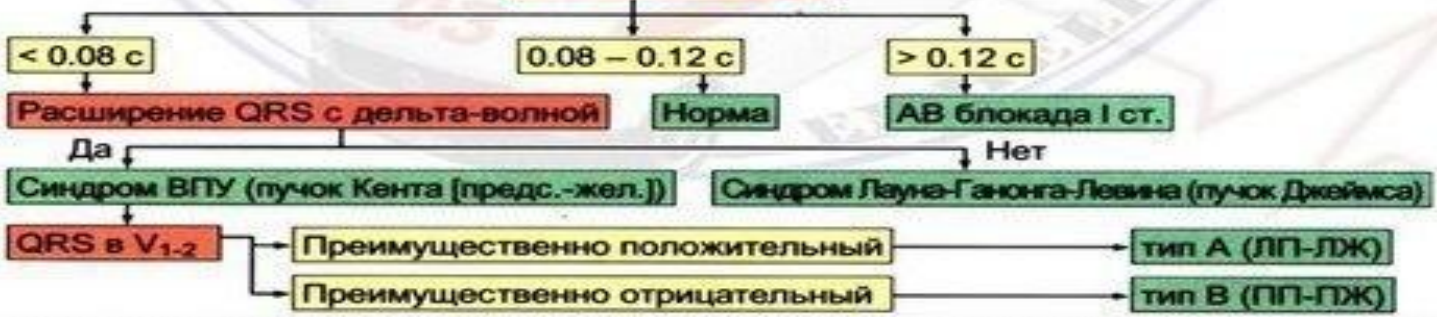 < 0.08 с 0.08 – 0.12 с > 0.12 с
Расширение QRS с дельта-волной Норма АВ блокада I ст.
Да Нет
Синдром ВПУ (пучок Кента [предс.-жел.]) Синдром Лауна-Ганонга-Левина (пучок Джеймса)
QRS в V1-2 Преимущественно положительный тип А (ЛП-ЛЖ)
Преимущественно отрицательный тип В (ПП-ПЖ)